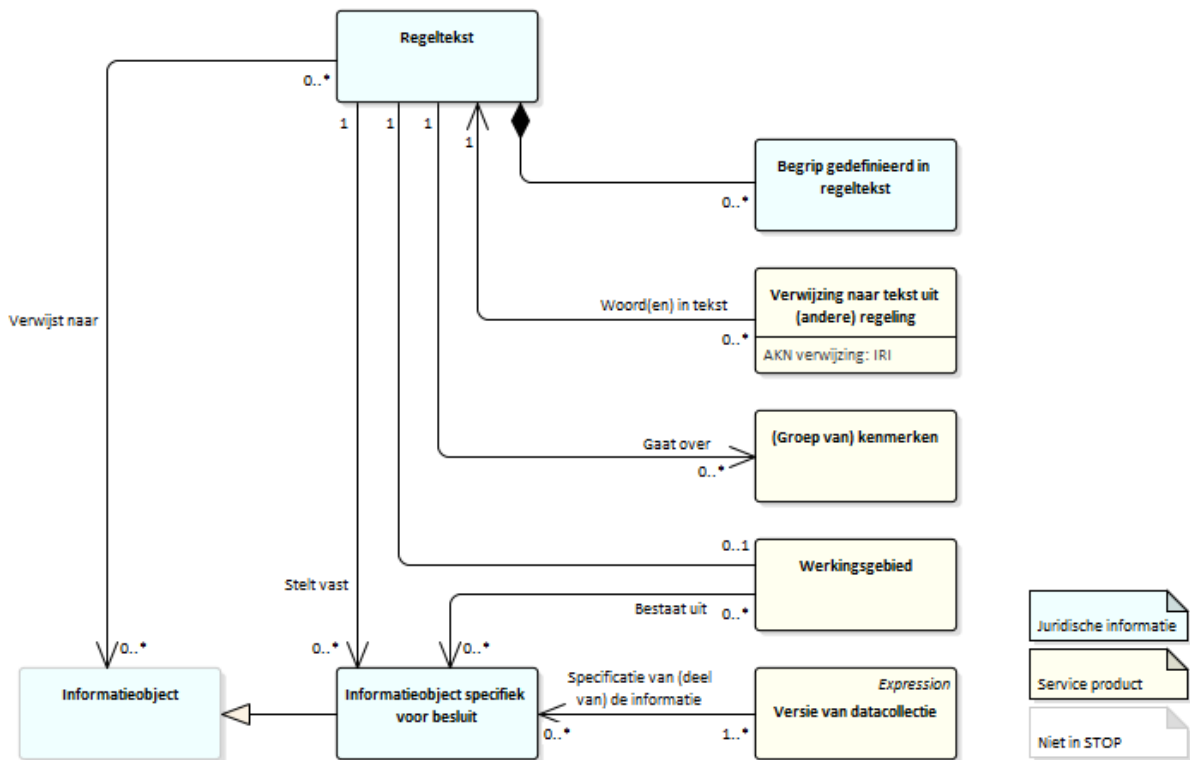 Regeltekst
0..*
1
1
1
1
Begrip gedefinieerd in
regeltekst
0..*
Verwijzing naar tekst uit
(andere) regeling
AKN verwijzing: IRI
Woord(en) in tekst
0..*
Verwijst naar
(Groep van) kenmerken
Gaat over
0..*
0..1
Werkingsgebied
Stelt vast
Bestaat uit
0..*
Juridische informatie
0..*
0..*
0..*
Informatieobject
Informatieobject specifiek
voor besluit
Specificatie van (deel
van) de informatie
0..*
1..*
Expression
Versie van datacollectie
Service product
Niet in STOP